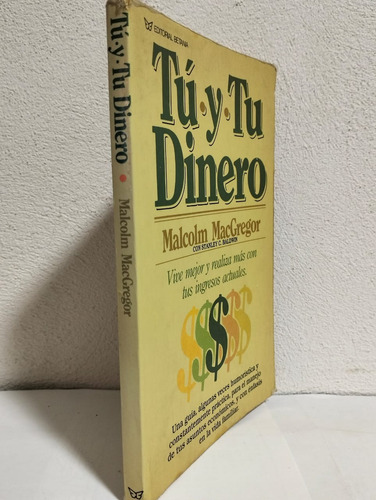 EDITORIAL BETANIA
Tú·y·Tu
Dinero
Malcolm MacGregor
CON STANLEY C. BALDWIN
Vive mejor y realiza más con
tus ingresos actuales.
$$$$$
Una guía, algunas veces humorística y
constantemente práctica, para el manejo
de tus asuntos económicos, y con énfasis
en la vida familiar.
Tú·y·Tu Dinero • Malcolm MacGregor